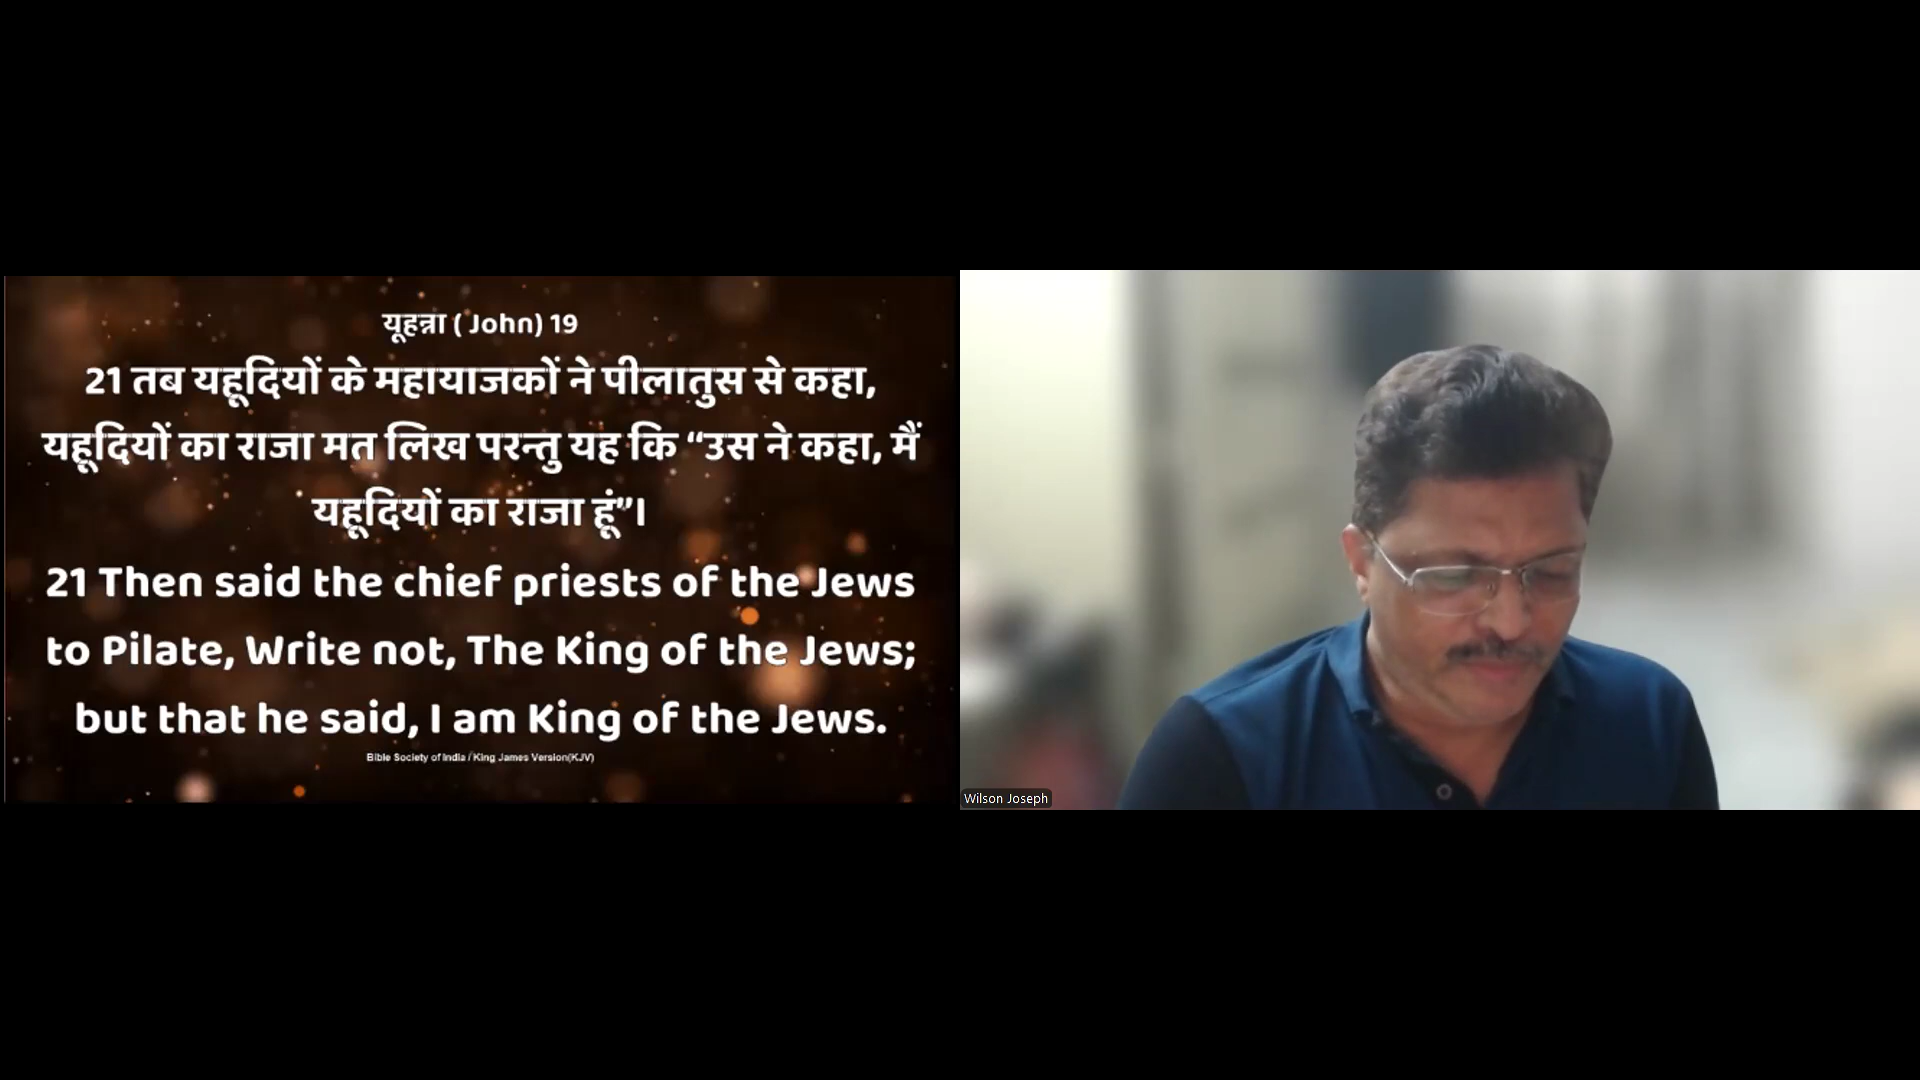 यूहन्ना ( John) 19
21 तब यहूदियों के महायाजकों ने पीलातुस से कहा,
यहूदियों का राजा मत लिख परन्तु यह कि “उस ने कहा, मैं
यहूदियों का राजा हूं”।
21 Then said the chief priests of the Jews
to Pilate, Write not, The King of the Jews;
but that he said, I am King of the Jews.
Bible Society of India / King James Version(KJV)
Wilson Joseph